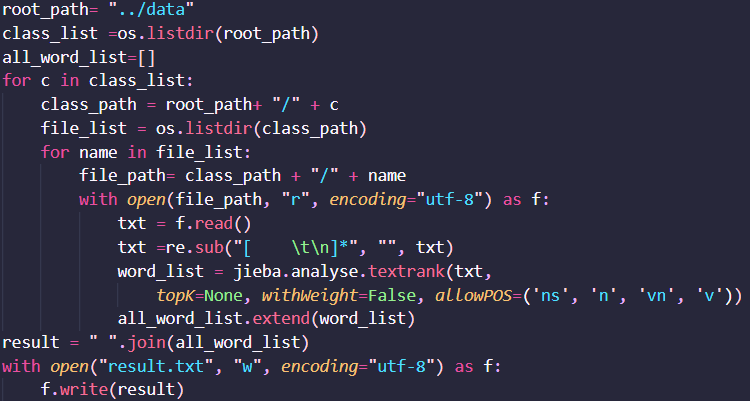 root_path= "../data"
class_list =os.listdir(root_path)
all_word_list=[]
for c in class_list:
    class_path = root_path+ "/" + c
    file_list = os.listdir(class_path)
    for name in file_list:
        file_path= class_path + "/" + name
        with open(file_path, "r", encoding="utf-8") as f:
            txt = f.read()
            txt =re.sub("[    \t\n]*", "", txt)
            word_list = jieba.analyse.textrank(txt,
                topK=None, withWeight=False, allowPOS=('ns', 'n', 'vn', 'v'))
            all_word_list.extend(word_list)
result = " ".join(all_word_list)
with open("result.txt", "w", encoding="utf-8") as f:
    f.write(result)